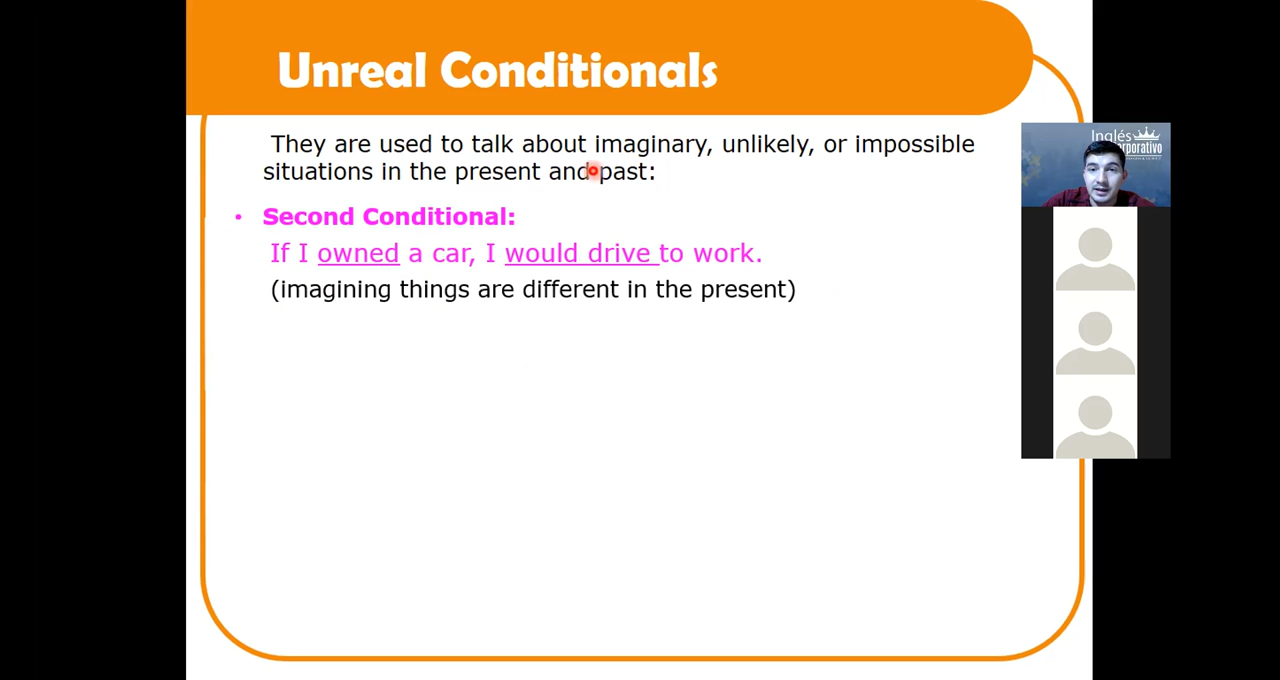 Unreal Conditionals
They are used to talk about imaginary, unlikely, or impossible
situations in the present and past:
• Second Conditional:
If I owned a car, I would drive to work.
(imagining things are different in the present)
Inglés